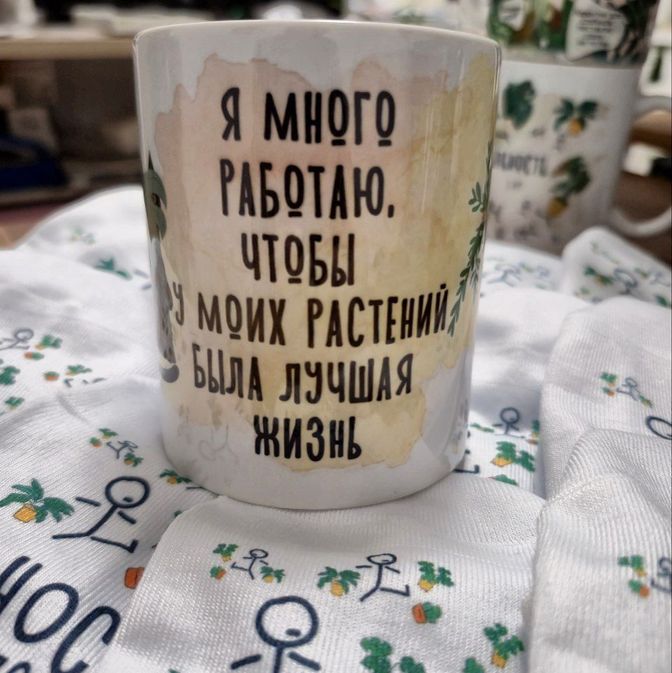 Я МНОГО
РАБОТАЮ,
ЧТОБЫ
У МОИХ РАСТЕНИЙ
БЫЛА ЛУЧШАЯ
ЖИЗНЬ